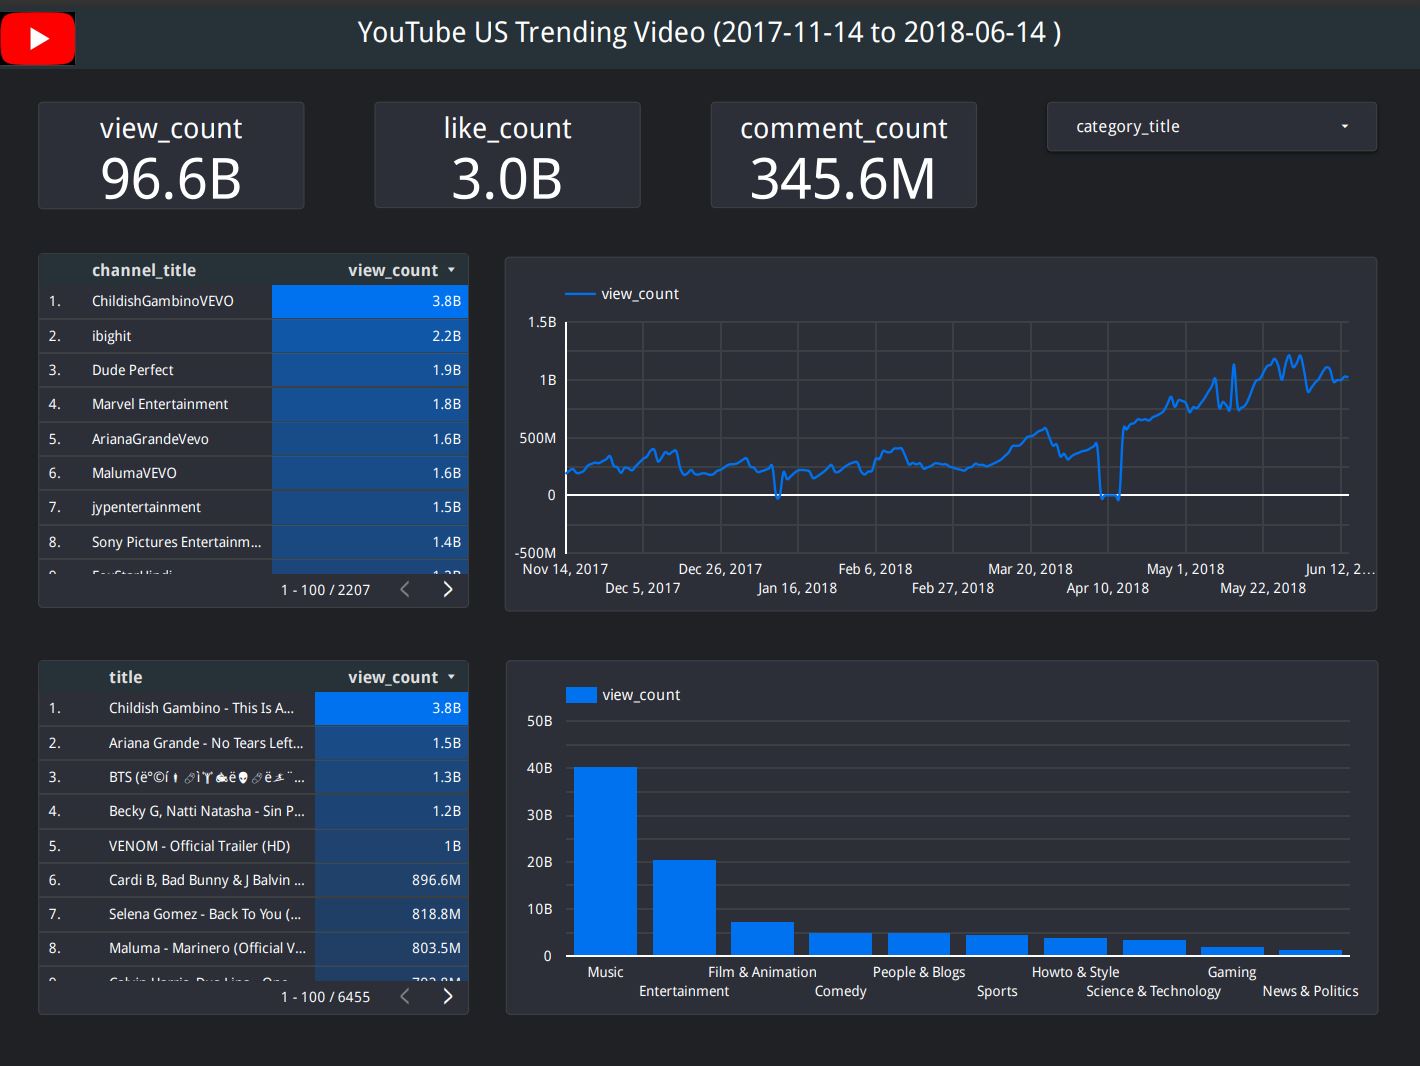 YouTube US Trending Video (2017-11-14 to 2018-06-14 )
view_count
96.6B
like_count
3.0B
comment_count
345.6M
category_title
channel_title view_count
1. ChildishGambinoVEVO 3.8B
2. ibighit 2.2B
3. Dude Perfect 1.9B
4. Marvel Entertainment 1.8B
5. ArianaGrandeVevo 1.6B
6. MalumaVEVO 1.6B
7. jypentertainment 1.5B
8. Sony Pictures Entertainm... 1.4B
1 - 100 / 2207
view_count
1.5B
1B
500M
0
-500M
Nov 14, 2017 Dec 26, 2017 Feb 6, 2018 Mar 20, 2018 May 1, 2018 Jun 12, 2...
Dec 5, 2017 Jan 16, 2018 Feb 27, 2018 Apr 10, 2018 May 22, 2018
title view_count
1. Childish Gambino - This Is A... 3.8B
2. Ariana Grande - No Tears Left... 1.5B
3. BTS 1.3B
4. Becky G, Natti Natasha - Sin P... 1.2B
5. VENOM - Official Trailer (HD) 1B
6. Cardi B, Bad Bunny & J Balvin ... 896.6M
7. Selena Gomez - Back To You (... 818.8M
8. Maluma - Marinero (Official V... 803.5M
1 - 100 / 6455
view_count
50B
40B
30B
20B
10B
0
Music Film & Animation People & Blogs Howto & Style Gaming
Entertainment Comedy Sports Science & Technology News & Politics